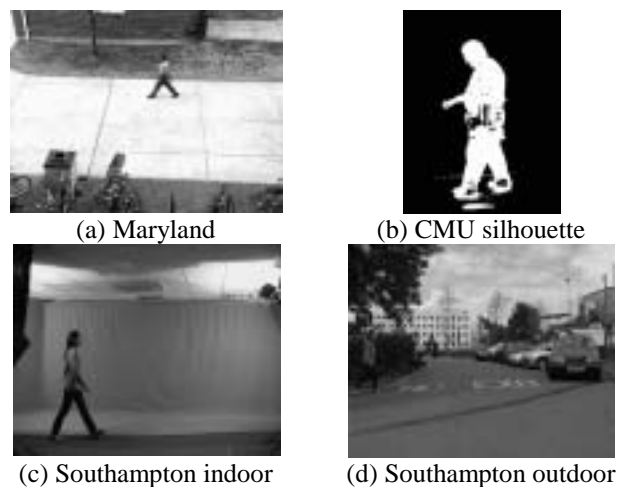 (a) Maryland
(b) CMU silhouette
(c) Southampton indoor
(d) Southampton outdoor